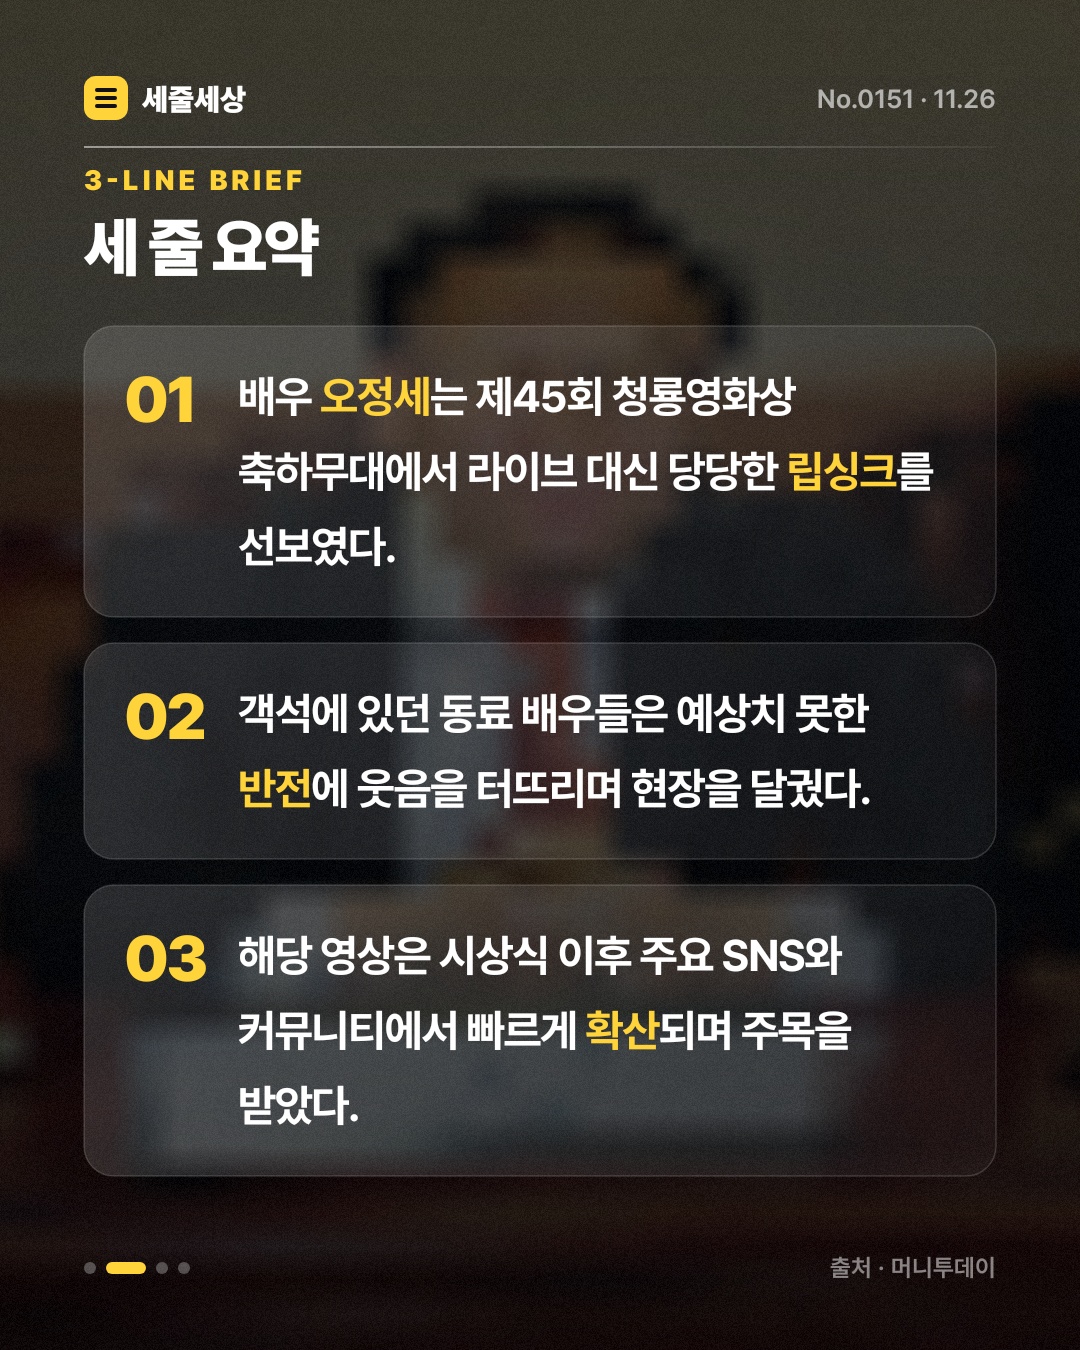 세줄세상
No.0151 · 11.26
3-LINE BRIEF
세 줄 요약
01
배우 오정세는 제45회 청룡영화상
축하무대에서 라이브 대신 당당한 립싱크를
선보였다.
02
객석에 있던 동료 배우들은 예상치 못한
반전에 웃음을 터뜨리며 현장을 달궜다.
03
해당 영상은 시상식 이후 주요 SNS와
커뮤니티에서 빠르게 확산되며 주목을
받았다.
출처 · 머니투데이